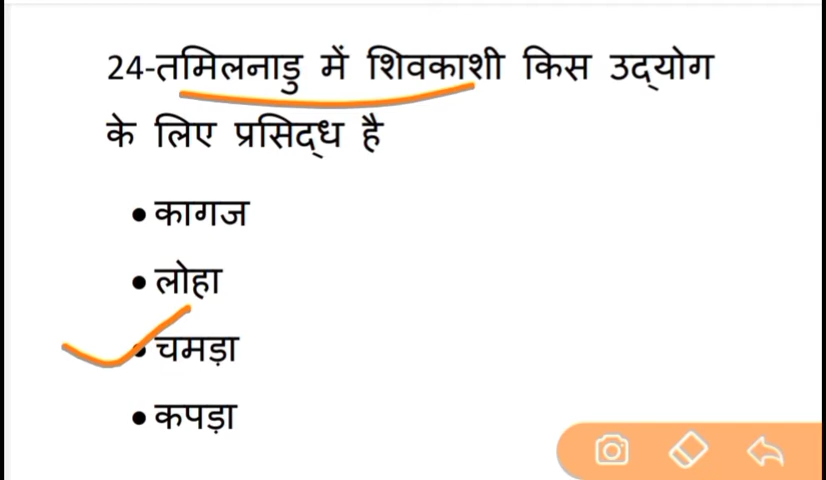 24-तमिलनाडु में शिवकाशी किस उद्योग
के लिए प्रसिद्ध है
• कागज
• लोहा
• चमड़ा
• कपड़ा